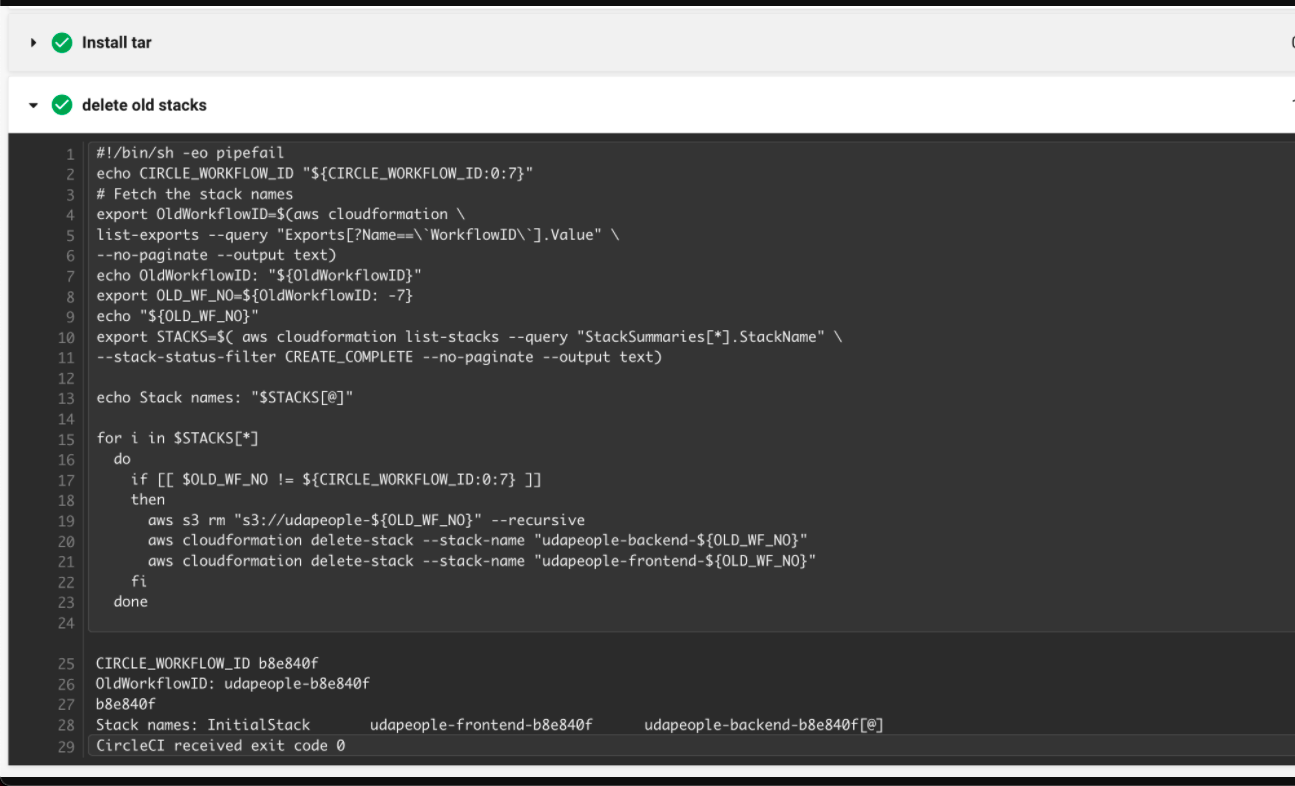 Install tar
delete old stacks
1 #!/bin/sh -eo pipefail
2 echo CIRCLE_WORKFLOW_ID "${CIRCLE_WORKFLOW_ID:0:7}"
3 # Fetch the stack names
4 export OldWorkflowID=$(aws cloudformation \
5 list-exports --query "Exports[?Name==\`WorkflowID\`].Value" \
6 --no-paginate --output text)
7 echo OldWorkflowID: "${OldWorkflowID}"
8 export OLD_WF_NO=${OldWorkflowID: -7}
9 echo "${OLD_WF_NO}"
10 export STACKS=$( aws cloudformation list-stacks --query "StackSummaries[*].StackName" \
11 --stack-status-filter CREATE_COMPLETE --no-paginate --output text)
12
13 echo Stack names: "$STACKS[@]"
14
15 for i in $STACKS[*]
16   do
17     if [[ $OLD_WF_NO != ${CIRCLE_WORKFLOW_ID:0:7} ]]
18     then
19       aws s3 rm "s3://udapeople-${OLD_WF_NO}" --recursive
20       aws cloudformation delete-stack --stack-name "udapeople-backend-${OLD_WF_NO}"
21       aws cloudformation delete-stack --stack-name "udapeople-frontend-${OLD_WF_NO}"
22     fi
23   done
24
25 CIRCLE_WORKFLOW_ID b8e840f
26 OldWorkflowID: udapeople-b8e840f
27 b8e840f
28 Stack names: InitialStack udapeople-frontend-b8e840f udapeople-backend-b8e840f[@]
29 CircleCI received exit code 0